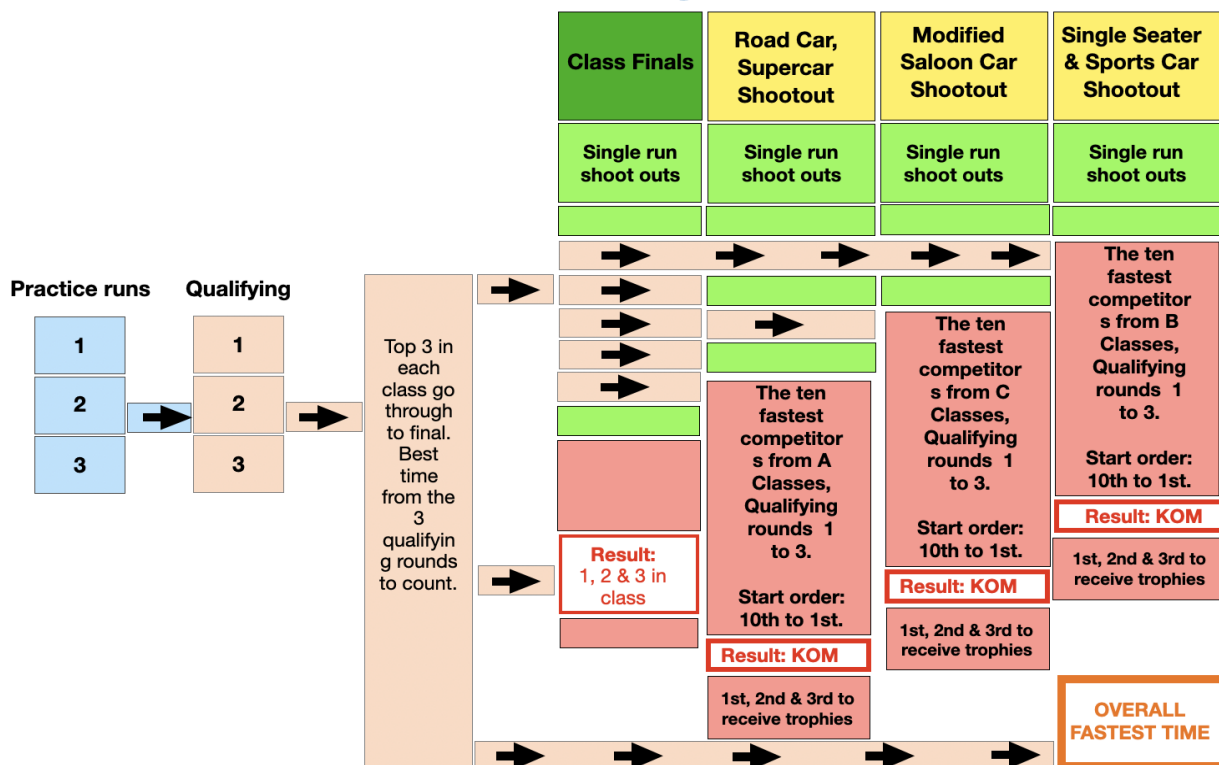 Class Finals
Road Car,
Supercar
Shootout
Modified
Saloon Car
Shootout
Single Seater
& Sports Car
Shootout
Single run
shoot outs
Single run
shoot outs
Single run
shoot outs
Single run
shoot outs
Practice runs
1
2
3
Qualifying
1
2
3
Top 3 in
each
class go
through
to final.
Best
time
from the
3
qualifyin
g rounds
to count.
Result:
1, 2 & 3 in
class
The ten
fastest
competitor
s from A
Classes,
Qualifying
rounds 1
to 3.
Start order:
10th to 1st.
Result: KOM
1st, 2nd & 3rd to
receive trophies
The ten
fastest
competitor
s from C
Classes,
Qualifying
rounds 1
to 3.
Start order:
10th to 1st.
Result: KOM
1st, 2nd & 3rd to
receive trophies
The ten
fastest
competitor
s from B
Classes,
Qualifying
rounds 1
to 3.
Start order:
10th to 1st.
Result: KOM
1st, 2nd & 3rd to
receive trophies
OVERALL
FASTEST TIME